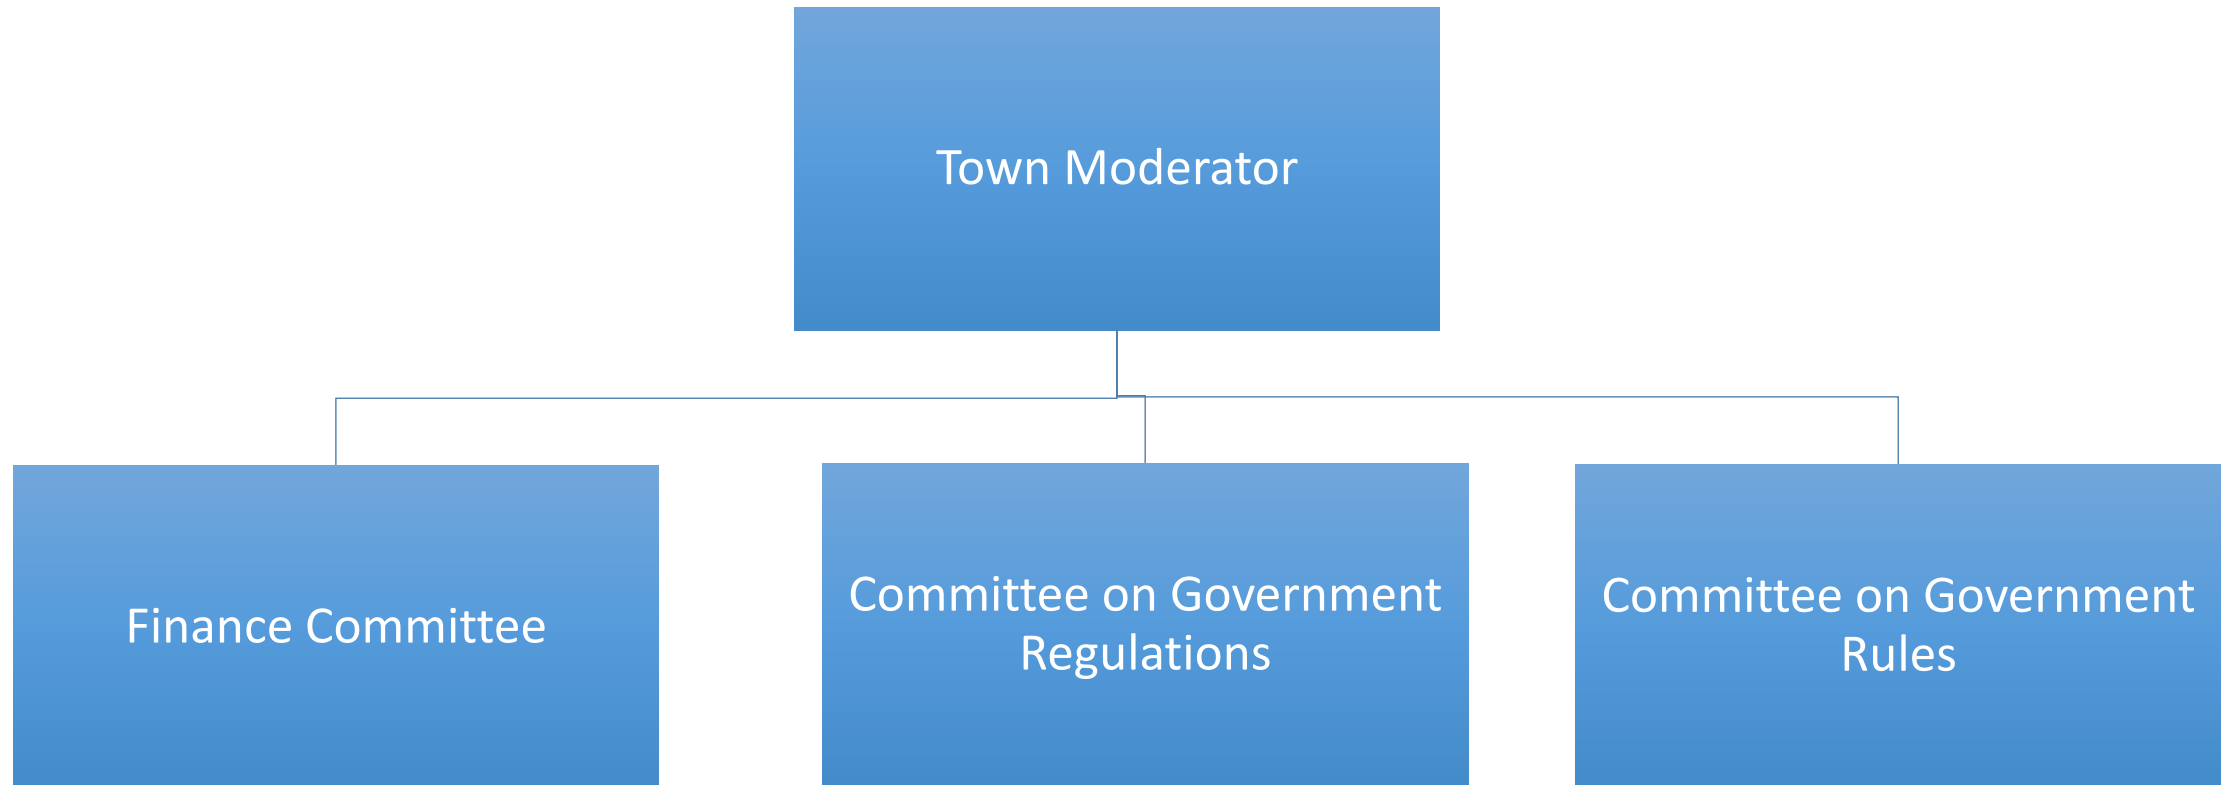 Town Moderator
Finance Committee
Committee on Government
Regulations
Committee on Government
Rules